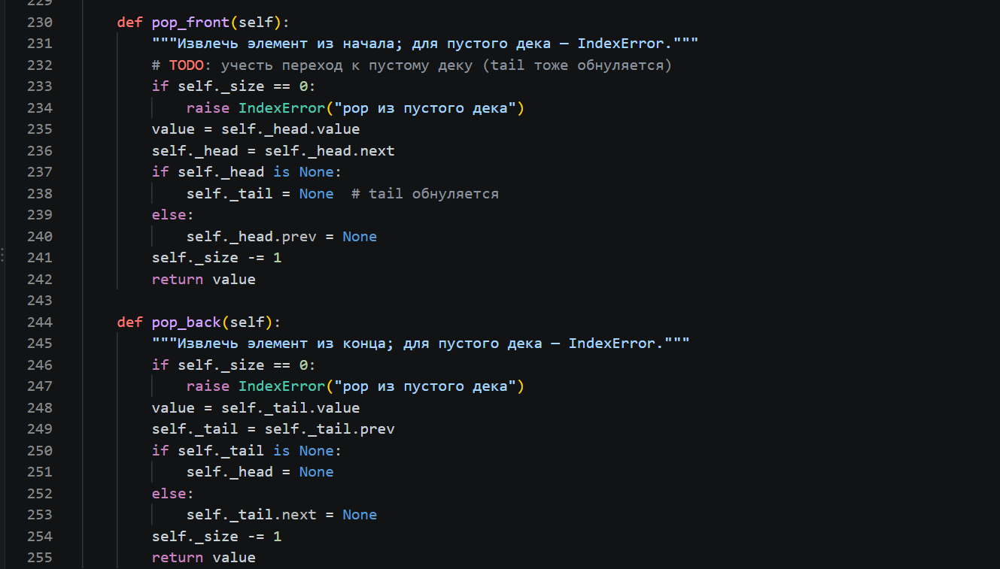 229
230 def pop_front(self):
231 """Извлечь элемент из начала; для пустого дека — IndexError."""
232 # TODO: учесть переход к пустому деку (tail тоже обнуляется)
233 if self._size == 0:
234 raise IndexError("pop из пустого дека")
235 value = self._head.value
236 self._head = self._head.next
237 if self._head is None:
238 self._tail = None  # tail обнуляется
239 else:
240 self._head.prev = None
241 self._size -= 1
242 return value
243
244 def pop_back(self):
245 """Извлечь элемент из конца; для пустого дека — IndexError."""
246 if self._size == 0:
247 raise IndexError("pop из пустого дека")
248 value = self._tail.value
249 self._tail = self._tail.prev
250 if self._tail is None:
251 self._head = None
252 else:
253 self._tail.next = None
254 self._size -= 1
255 return value